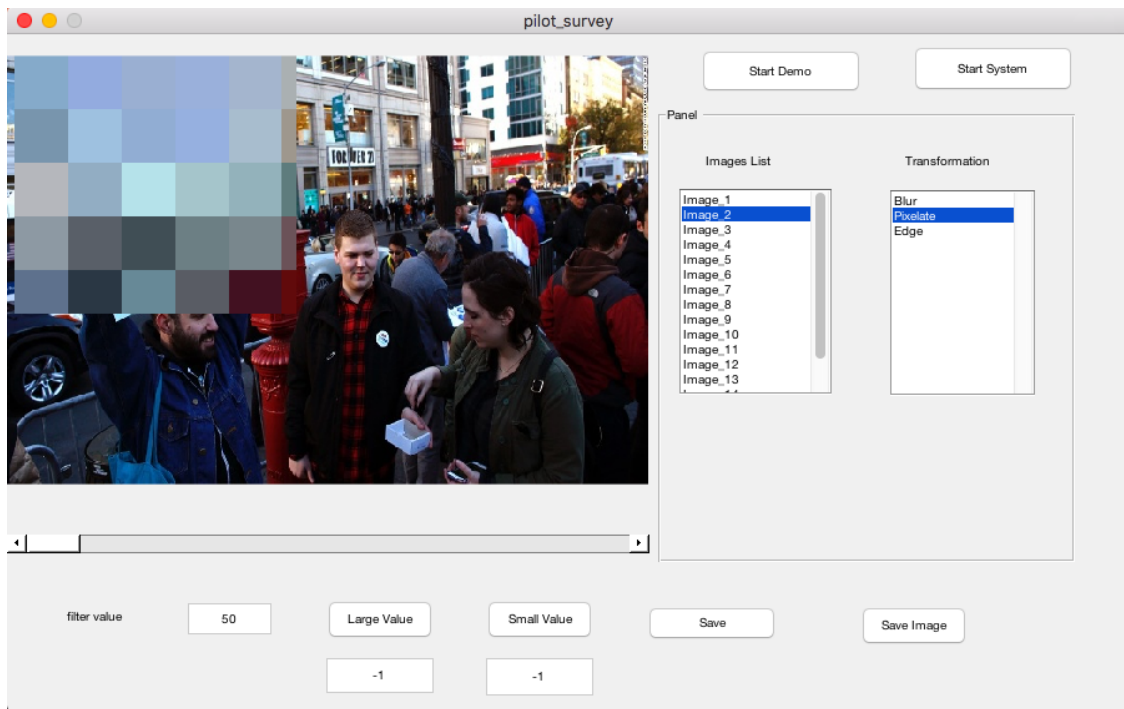 pilot_survey
Start Demo
Start System
Panel
Images List
Transformation
Image_1
Image_2
Image_3
Image_4
Image_5
Image_6
Image_7
Image_8
Image_9
Image_10
Image_11
Image_12
Image_13
Blur
Pixelate
Edge
FOREVER 21
filter value
50
Large Value
Small Value
Save
Save Image
-1
-1